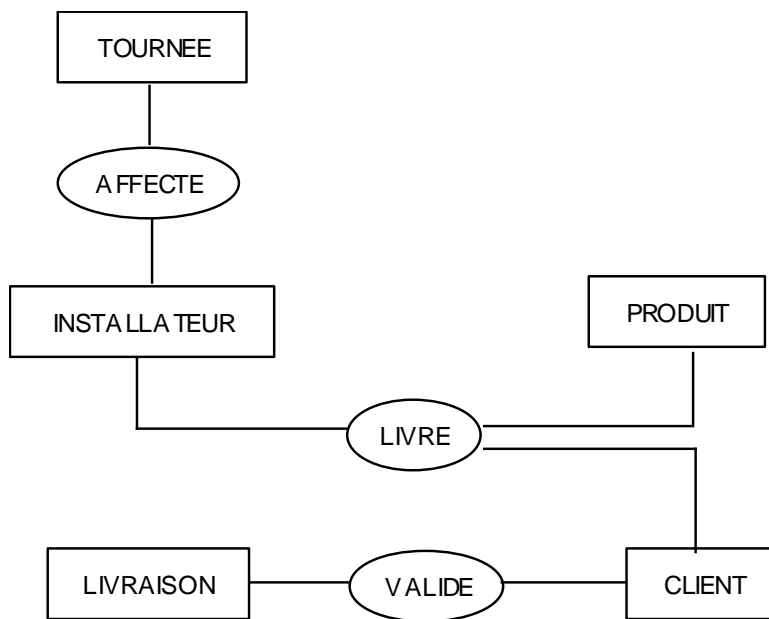 TOURNEE
AFFECTE
INSTALLATEUR
PRODUIT
LIVRE
LIVRAISON
VALIDE
CLIENT